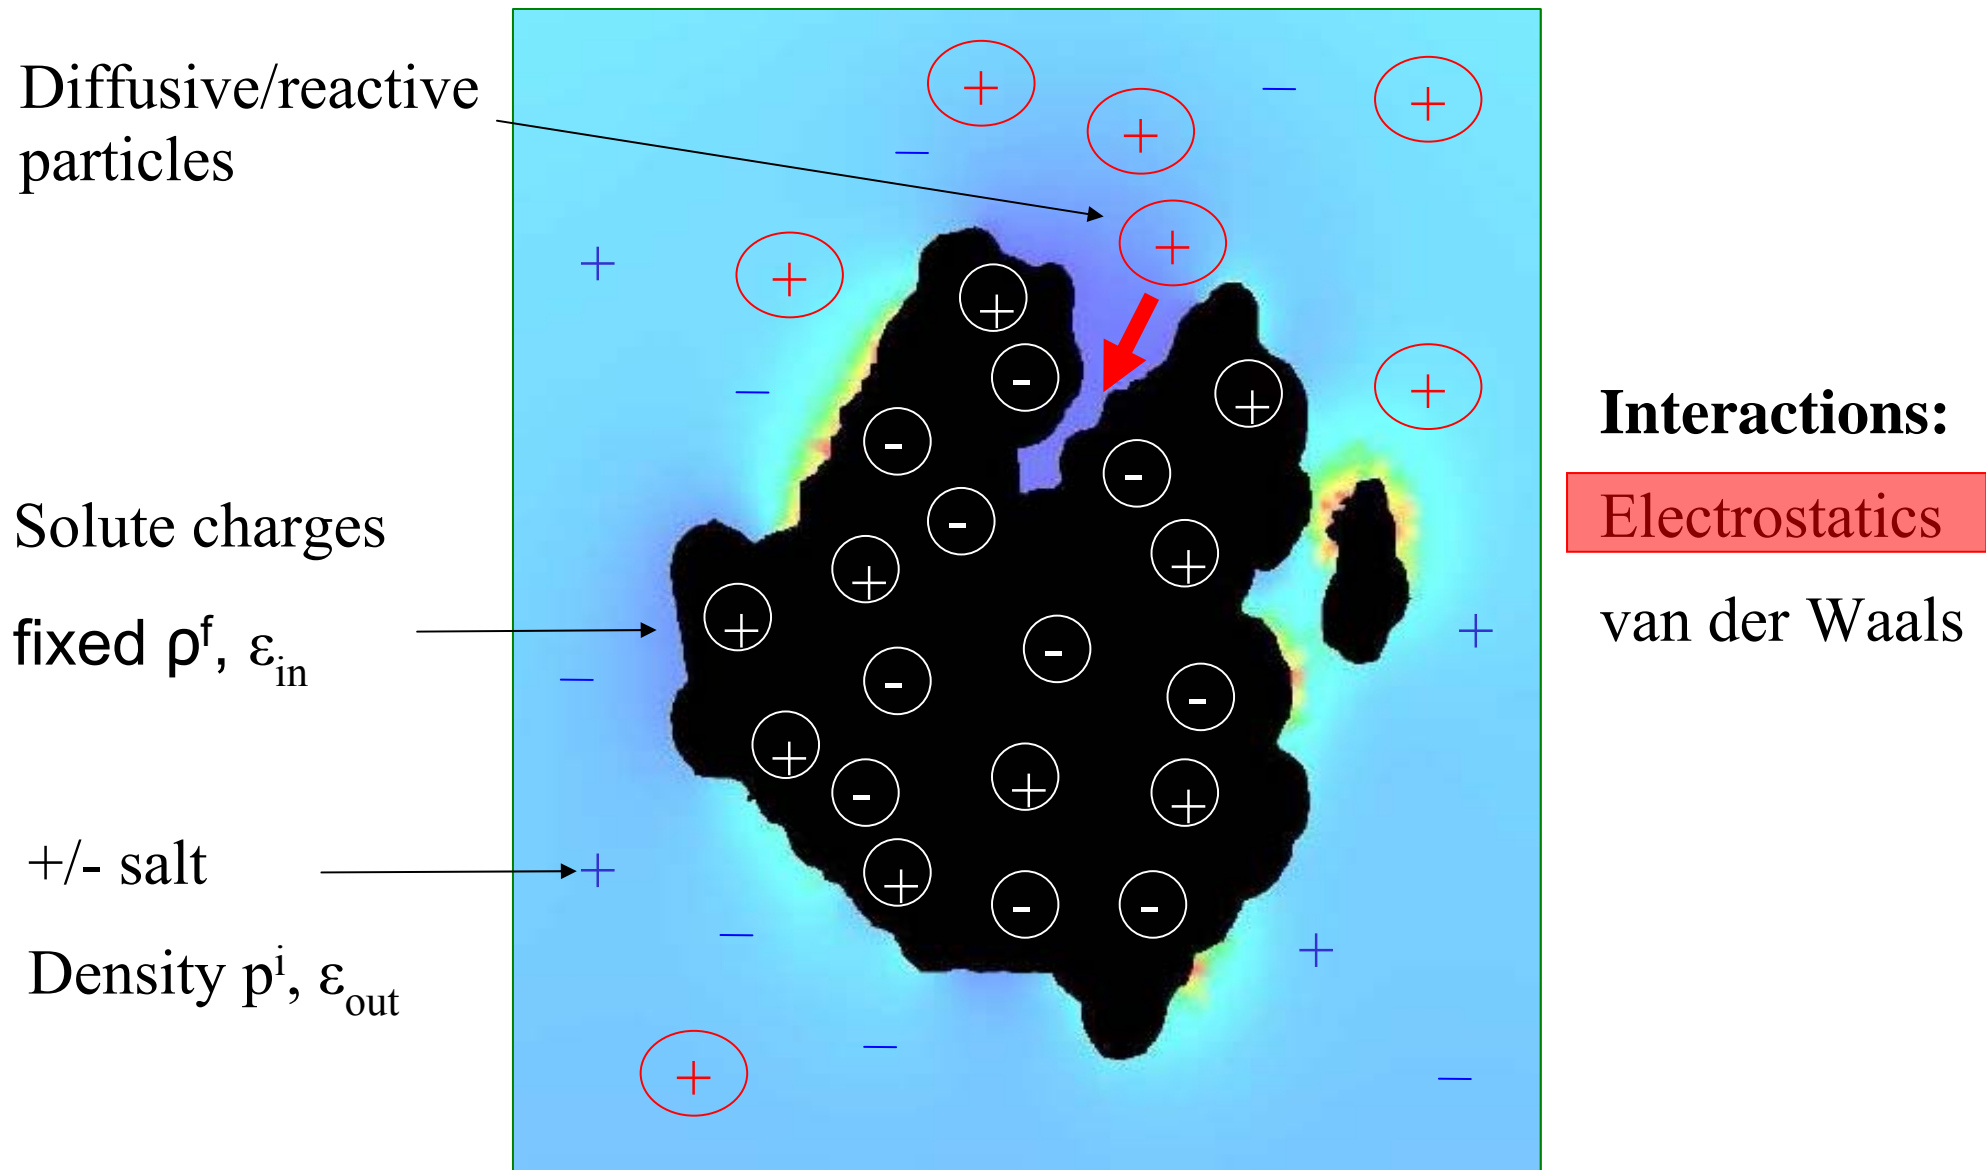 Diffusive/reactive
particles
Solute charges
fixed ρᶠ, εᵢₙ
+/- salt
Density pⁱ, εₒᵤₜ
Interactions:
Electrostatics
van der Waals